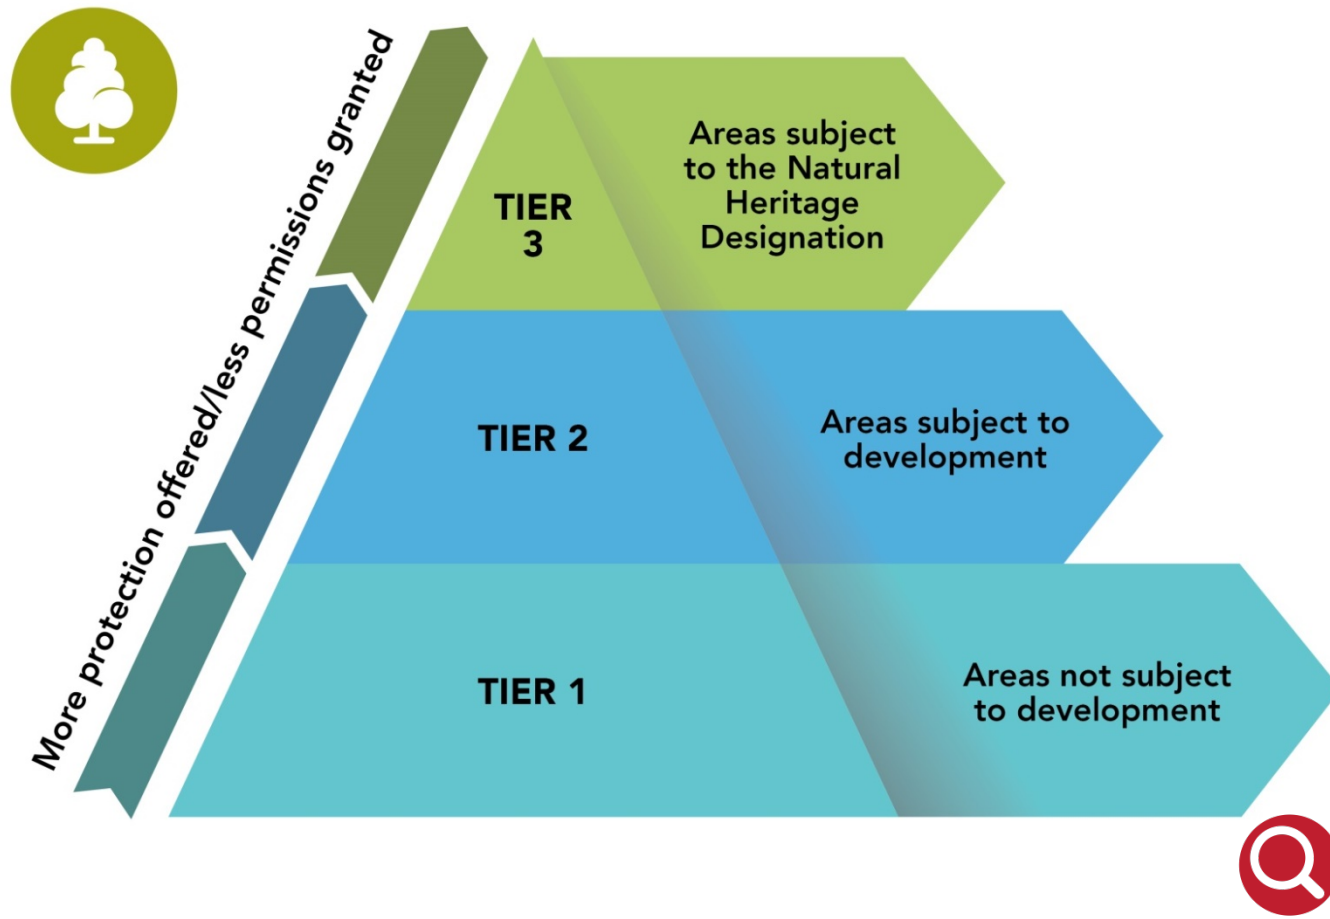 More protection offered/less permissions granted
TIER
3
Areas subject
to the Natural
Heritage
Designation
TIER 2
Areas subject to
development
TIER 1
Areas not subject
to development